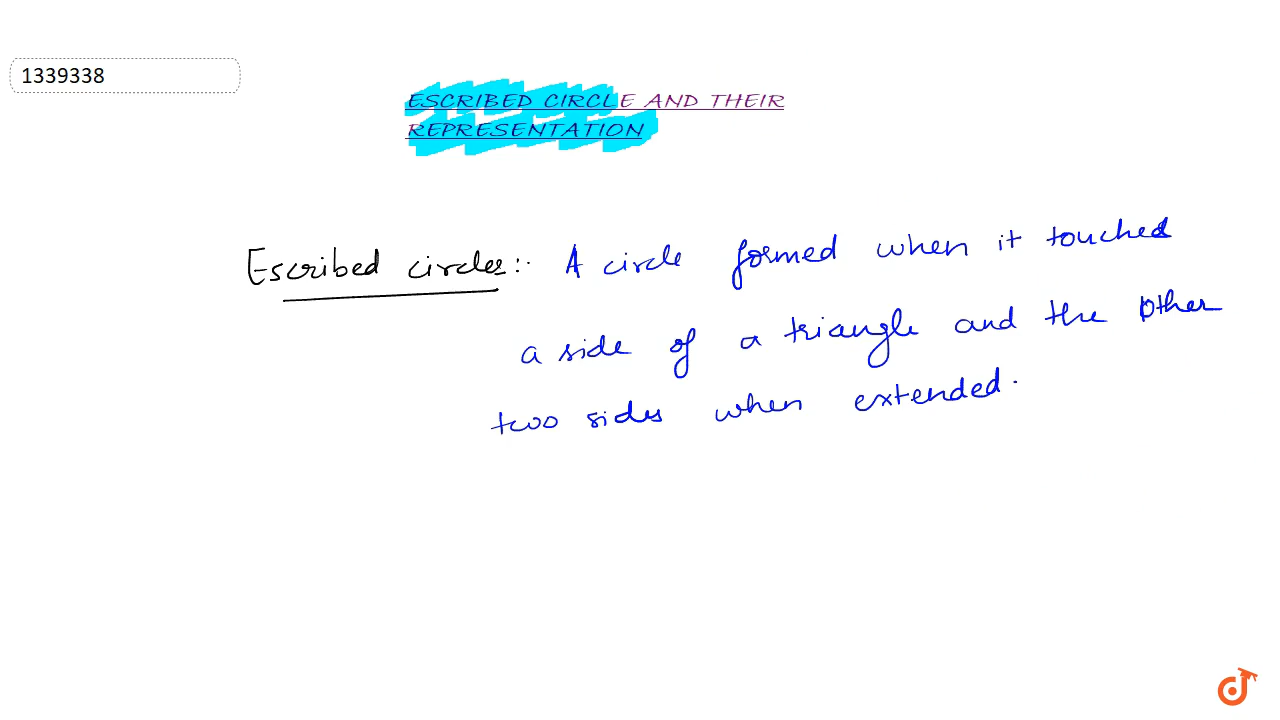 1339338
ESCRIBED CIRCLE AND THEIR
REPRESENTATION
Escribed circles:- A circle formed when it touched
a side of a triangle and the other
two sides when extended.